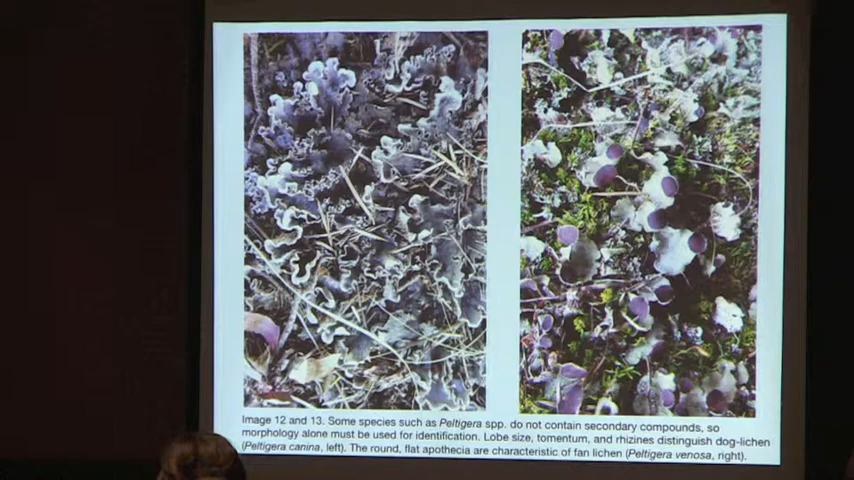 Image 12 and 13. Some species such as Peltigera spp. do not contain secondary compounds, so
morphology alone must be used for identification. Lobe size, tomentum, and rhizines distinguish dog-lichen
(Peltigera canina, left). The round, flat apothecia are characteristic of fan lichen (Peltigera venosa, right).